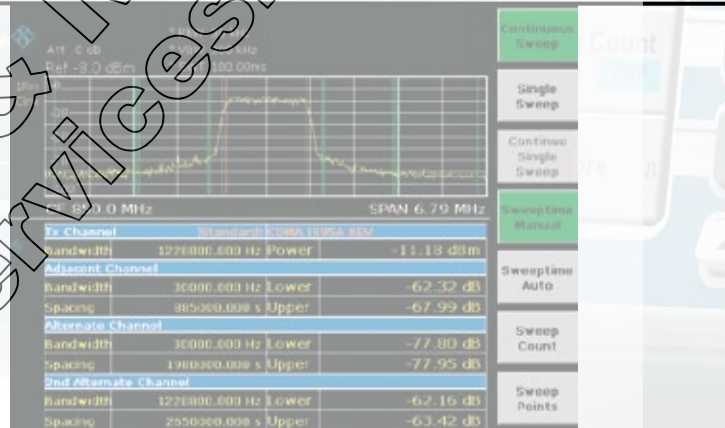 Att 0 dB
Ref -8.0 dBm
100.00ms
CF 850.0 MHz
SPAN 6.79 MHz
Tx Channel
Standard: CDMA IS95A REV
Bandwidth 1228800.000 Hz Power -11.18 dBm
Adjacent Channel
Bandwidth 30000.000 Hz Lower -62.32 dB
Spacing 885000.000 s Upper -67.99 dB
Alternate Channel
Bandwidth 30000.000 Hz Lower -77.80 dB
Spacing 1980000.000 s Upper -77.95 dB
2nd Alternate Channel
Bandwidth 1228800.000 Hz Lower -62.16 dB
Spacing 2550000.000 s Upper -63.42 dB
Continuous
Sweep
Single
Sweep
Continue
Single
Sweep
Sweeptime
Manual
Sweeptime
Auto
Sweep
Count
Sweep
Points
Count
Off
&
Services